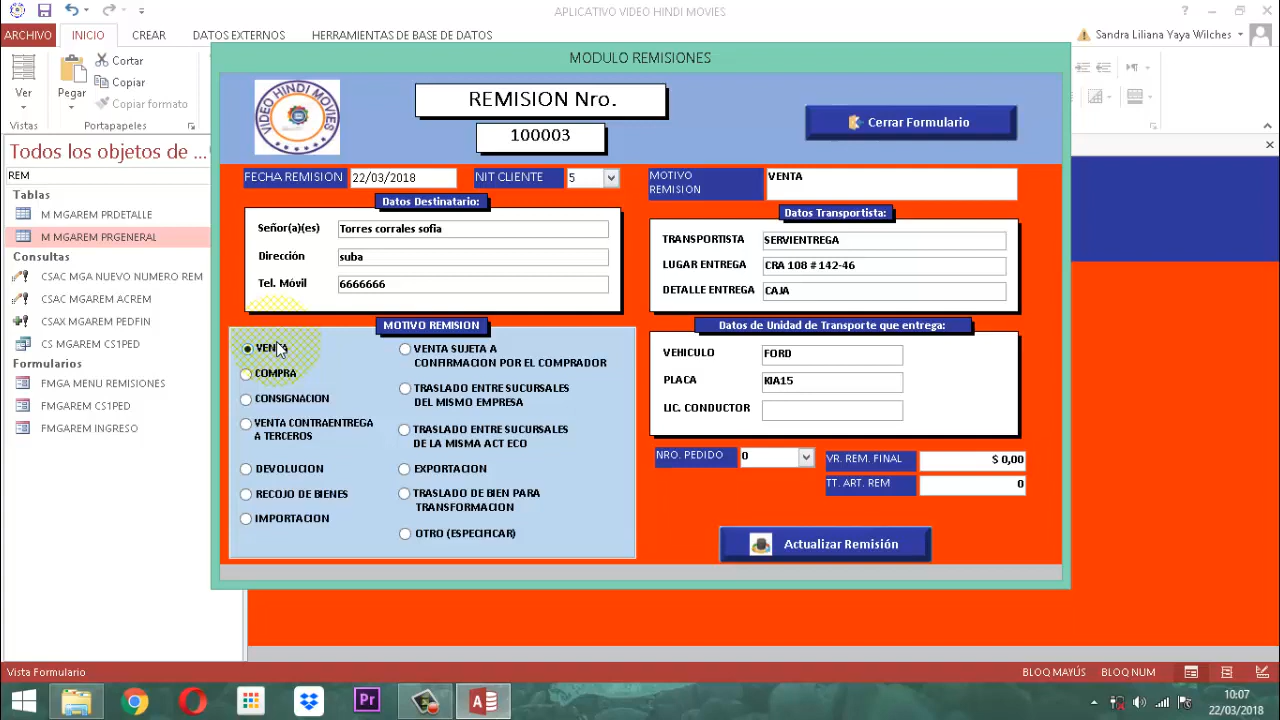 APLICATIVO VIDEO HINDI MOVIES
ARCHIVO
INICIO
CREAR
DATOS EXTERNOS
HERRAMIENTAS DE BASE DE DATOS
Sandra Liliana Yaya Wilches
Ver
Pegar
Cortar
Copiar
Copiar formato
Vistas
Portapapeles
Todos los objetos de ...
REM
Tablas
M MGAREM PRDETALLE
M MGAREM PRGENERAL
Consultas
CSAC MGA NUEVO NUMERO REM
CSAC MGAREM ACREM
CSAX MGAREM PEDFIN
CS MGAREM CS1PED
Formularios
FMGA MENU REMISIONES
FMGAREM CS1PED
FMGAREM INGRESO
MODULO REMISIONES
VIDEO HINDI MOVIES
REMISION Nro.
100003
Cerrar Formulario
FECHA REMISION
22/03/2018
NIT CLIENTE
5
MOTIVO
REMISION
VENTA
Datos Destinatario:
Señor(a)(es)
Torres corrales sofia
Dirección
suba
Tel. Móvil
6666666
Datos Transportista:
TRANSPORTISTA
SERVIENTREGA
LUGAR ENTREGA
CRA 108 # 142-46
DETALLE ENTREGA
CAJA
MOTIVO REMISION
VENTA
COMPRA
CONSIGNACION
VENTA CONTRAENTREGA
A TERCEROS
DEVOLUCION
RECOJO DE BIENES
IMPORTACION
VENTA SUJETA A
CONFIRMACION POR EL COMPRADOR
TRASLADO ENTRE SUCURSALES
DEL MISMO EMPRESA
TRASLADO ENTRE SUCURSALES
DE LA MISMA ACT ECO
EXPORTACION
TRASLADO DE BIEN PARA
TRANSFORMACION
OTRO (ESPECIFICAR)
Datos de Unidad de Transporte que entrega:
VEHICULO
FORD
PLACA
KIA15
LIC. CONDUCTOR
NRO. PEDIDO
0
VR. REM. FINAL
$ 0,00
TT. ART. REM
0
Actualizar Remisión
Vista Formulario
BLOQ MAYÚS
BLOQ NUM
Pr
10:07
22/03/2018